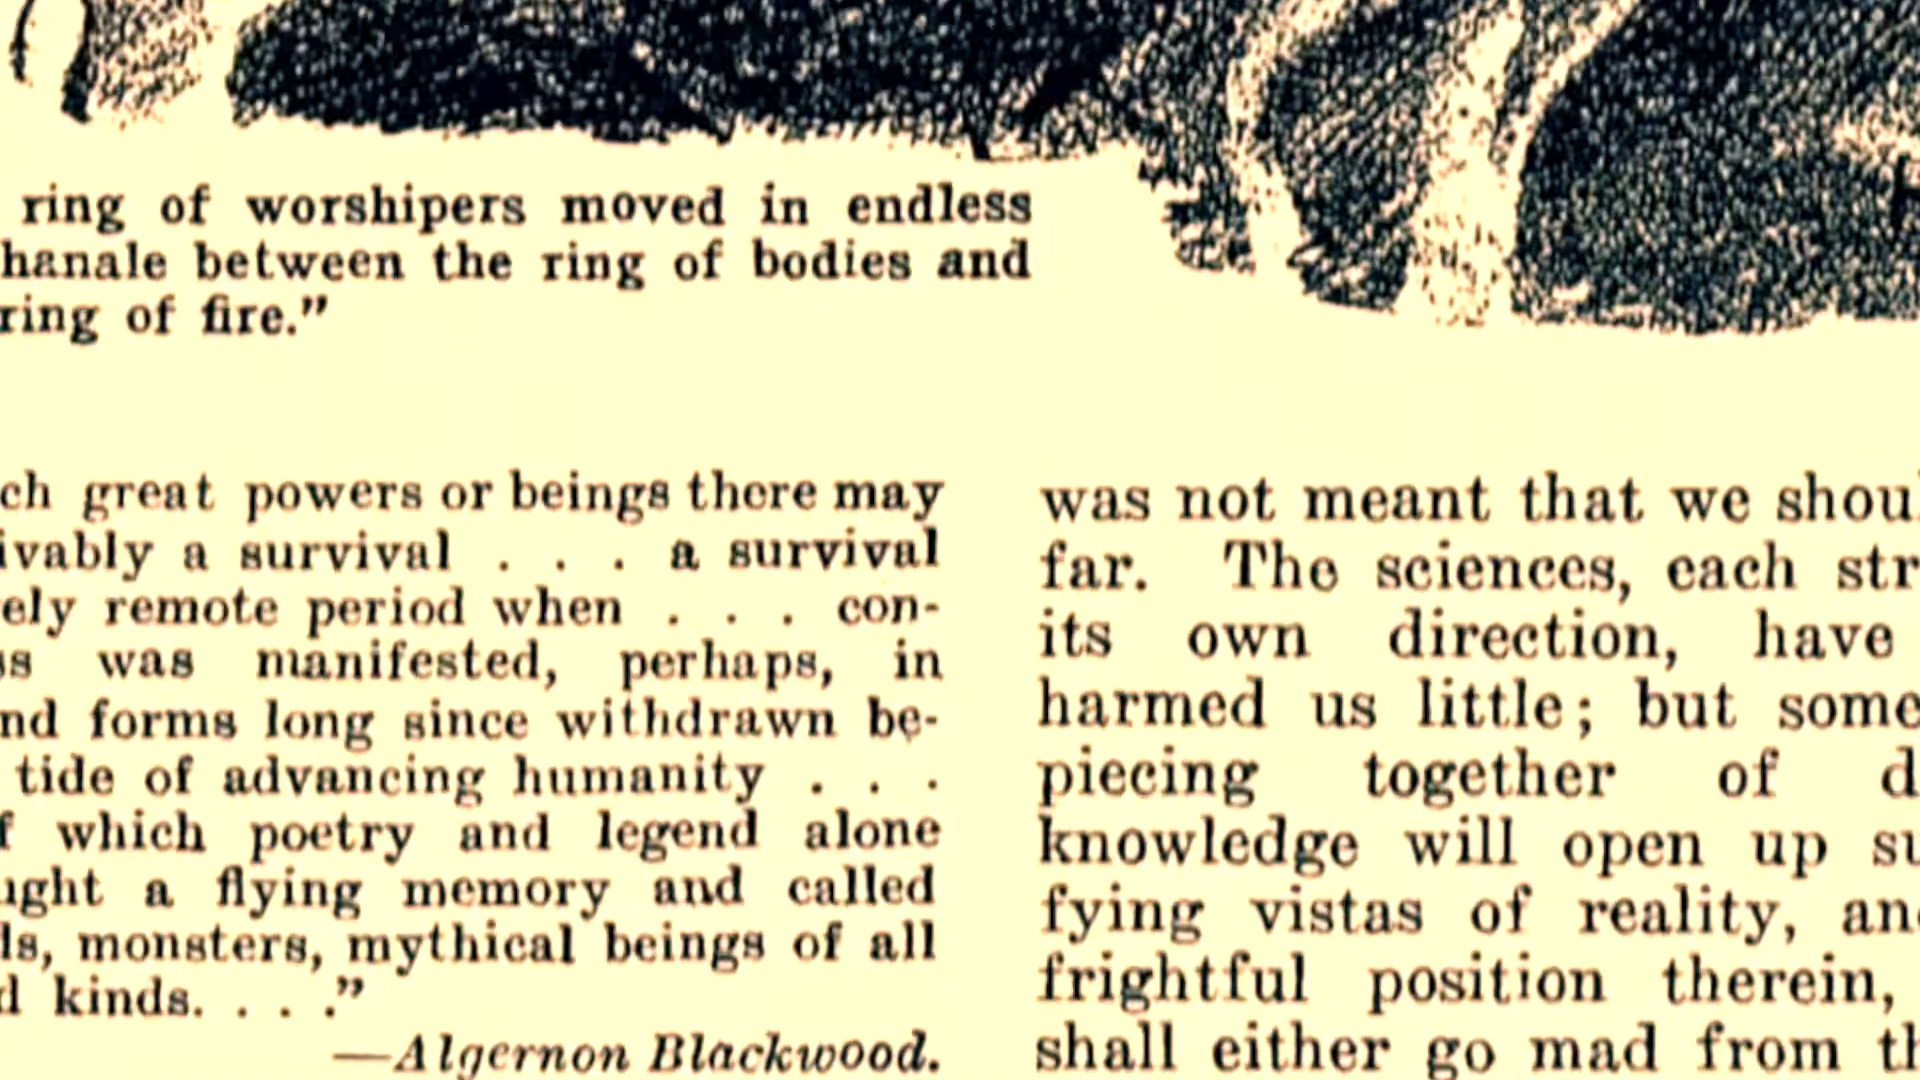 ring of worshipers moved in endless
hanale between the ring of bodies and
ring of fire.”
ch great powers or beings there may
ivably a survival . . . a survival
ely remote period when . . . con-
ss was manifested, perhaps, in
nd forms long since withdrawn be-
tide of advancing humanity . . .
f which poetry and legend alone
ught a flying memory and called
ls, monsters, mythical beings of all
d kinds. . . .”
—Algernon Blackwood.
was not meant that we shoul
far. The sciences, each str
its own direction, have
harmed us little; but some
piecing together of d
knowledge will open up su
fying vistas of reality, and
frightful position therein,
shall either go mad from th